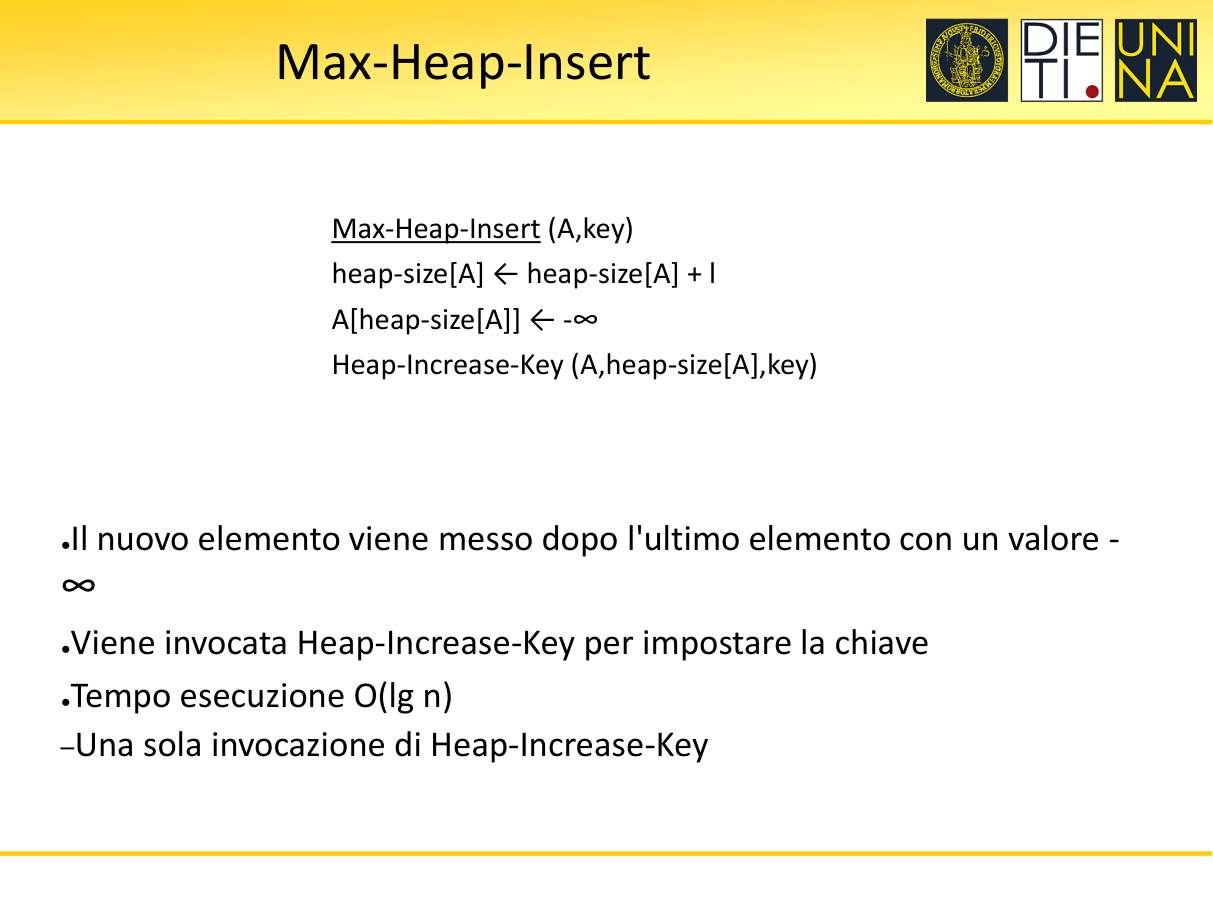 Max-Heap-Insert
DIE
TI.
UNI
NA
Max-Heap-Insert (A,key)
heap-size[A] ← heap-size[A] + l
A[heap-size[A]] ← -∞
Heap-Increase-Key (A,heap-size[A],key)
●Il nuovo elemento viene messo dopo l'ultimo elemento con un valore -
∞
●Viene invocata Heap-Increase-Key per impostare la chiave
●Tempo esecuzione O(lg n)
–Una sola invocazione di Heap-Increase-Key